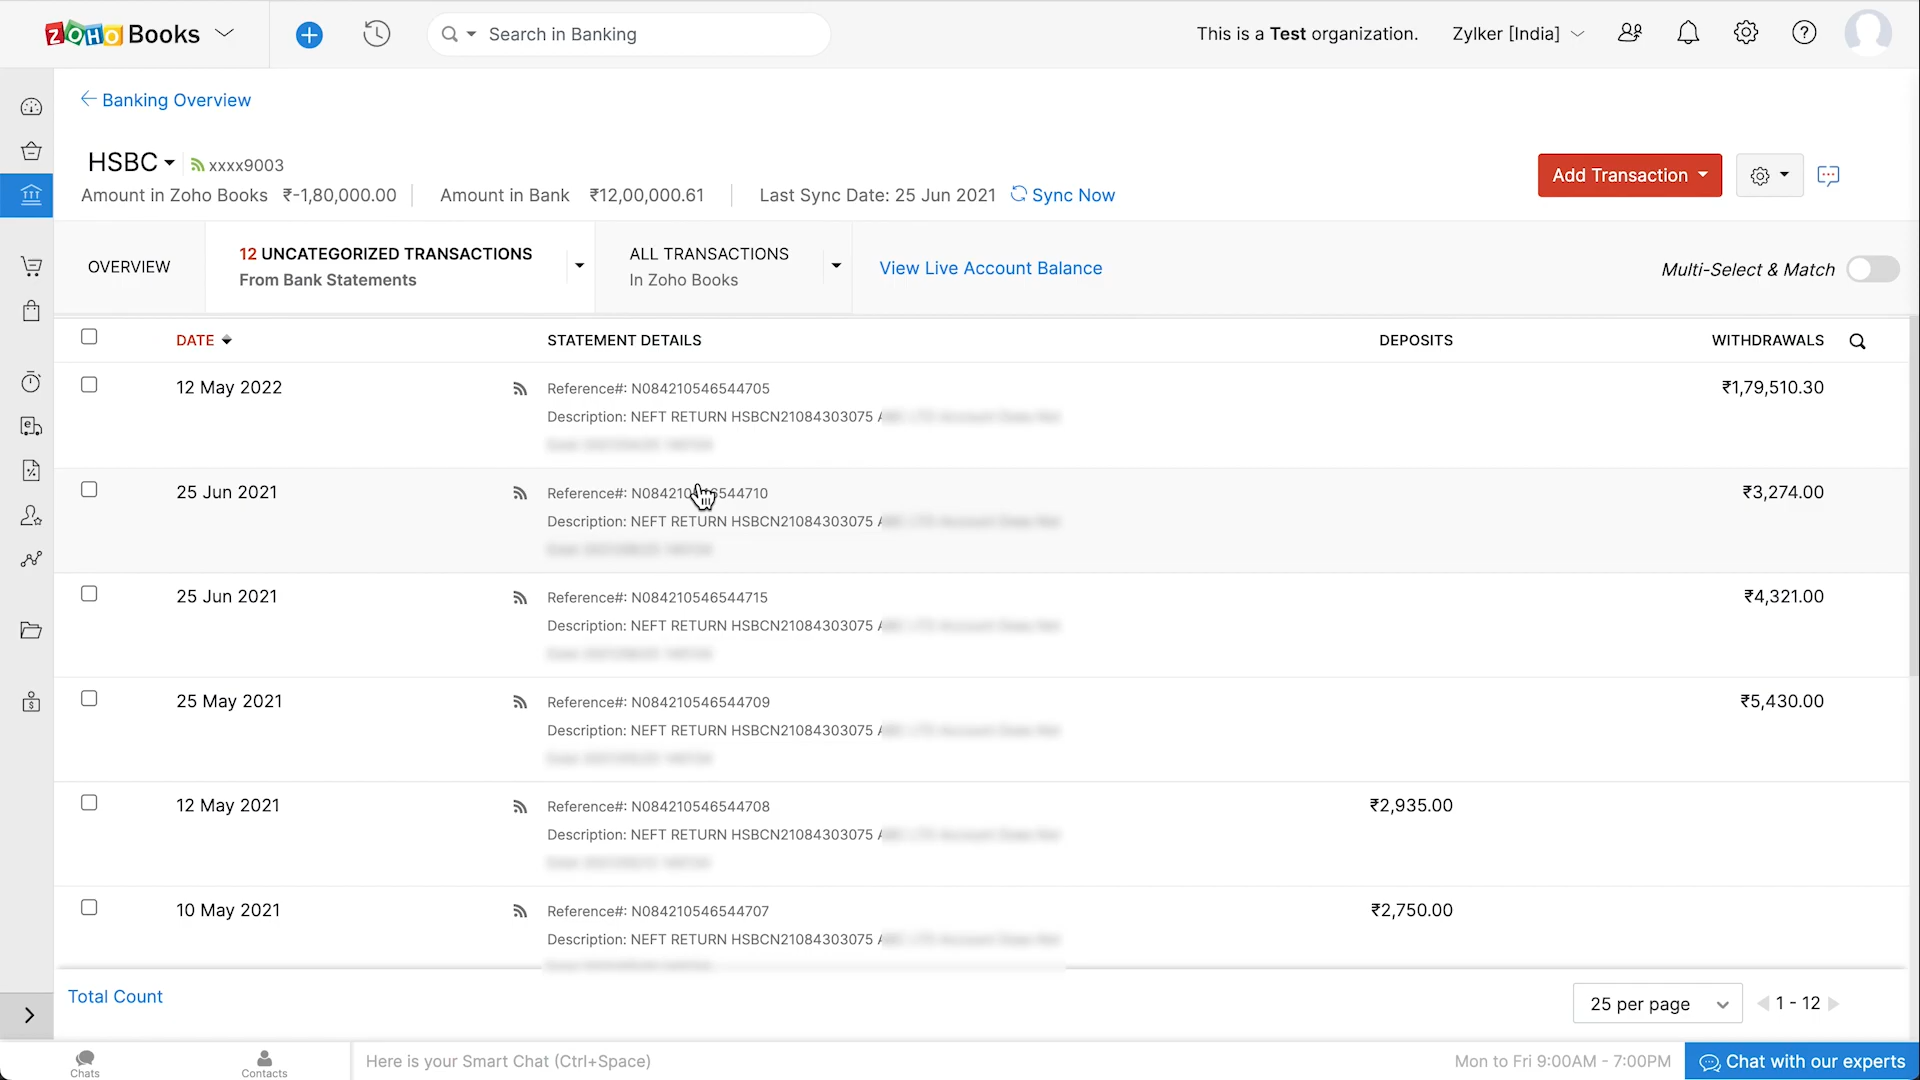 ZOHO Books
Search in Banking
This is a Test organization.
Zylker [India]
Banking Overview
HSBC
xxxx9003
Amount in Zoho Books ₹-1,80,000.00
Amount in Bank ₹12,00,000.61
Last Sync Date: 25 Jun 2021
Sync Now
Add Transaction
OVERVIEW
12 UNCATEGORIZED TRANSACTIONS
From Bank Statements
ALL TRANSACTIONS
In Zoho Books
View Live Account Balance
Multi-Select & Match
DATE STATEMENT DETAILS DEPOSITS WITHDRAWALS
12 May 2022 Reference#: N084210546544705 ₹1,79,510.30
Description: NEFT RETURN HSBCN21084303075
25 Jun 2021 Reference#: ₹3,274.00
Description: NEFT RETURN HSBCN21084303075
25 Jun 2021 Reference#: N084210546544715 ₹4,321.00
Description: NEFT RETURN HSBCN21084303075
25 May 2021 Reference#: N084210546544709 ₹5,430.00
Description: NEFT RETURN HSBCN21084303075
12 May 2021 Reference#: N084210546544708 ₹2,935.00
Description: NEFT RETURN HSBCN21084303075
10 May 2021 Reference#: N084210546544707 ₹2,750.00
Description: NEFT RETURN HSBCN21084303075
Total Count
25 per page
1 - 12
Chats
Contacts
Here is your Smart Chat (Ctrl+Space)
Mon to Fri 9:00AM - 7:00PM
Chat with our experts